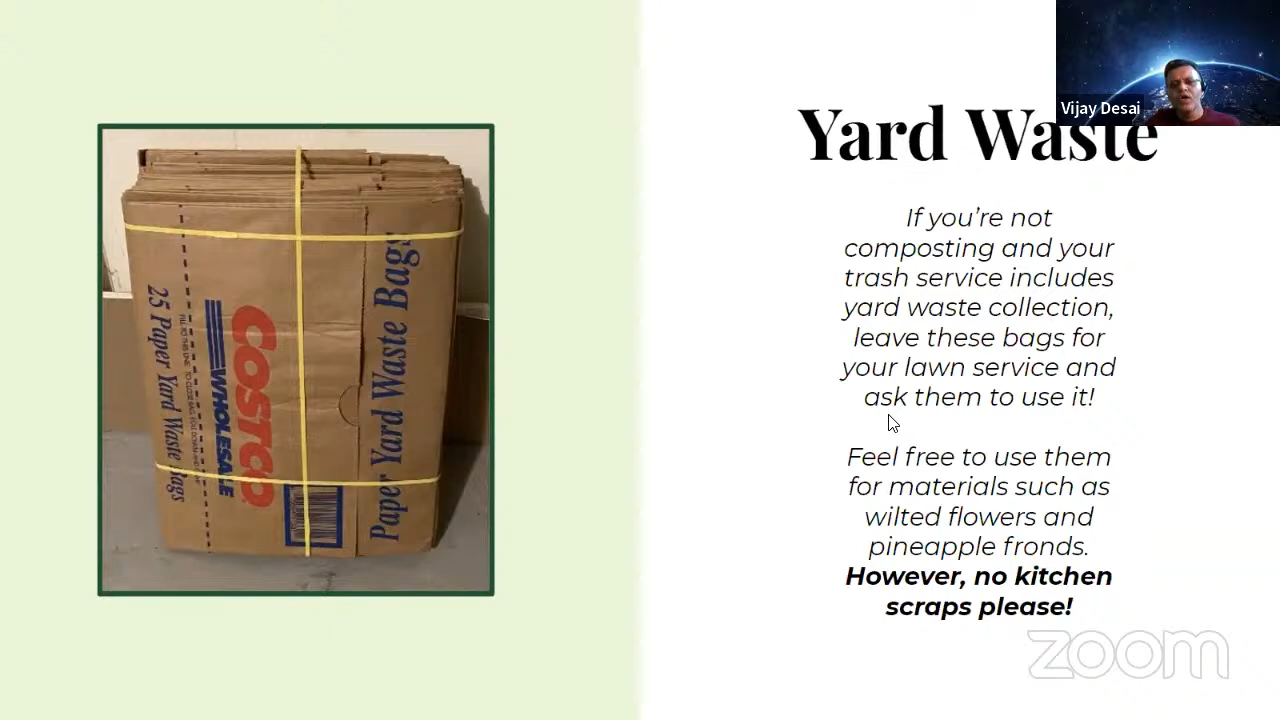 Vijay Desai
Yard Waste
If you’re not
composting and your
trash service includes
yard waste collection,
leave these bags for
your lawn service and
ask them to use it!
Feel free to use them
for materials such as
wilted flowers and
pineapple fronds.
However, no kitchen
scraps please!
25 Paper Yard Waste Bags
COSTCO
WHOLESALE
Paper Yard Waste Bags
zoom